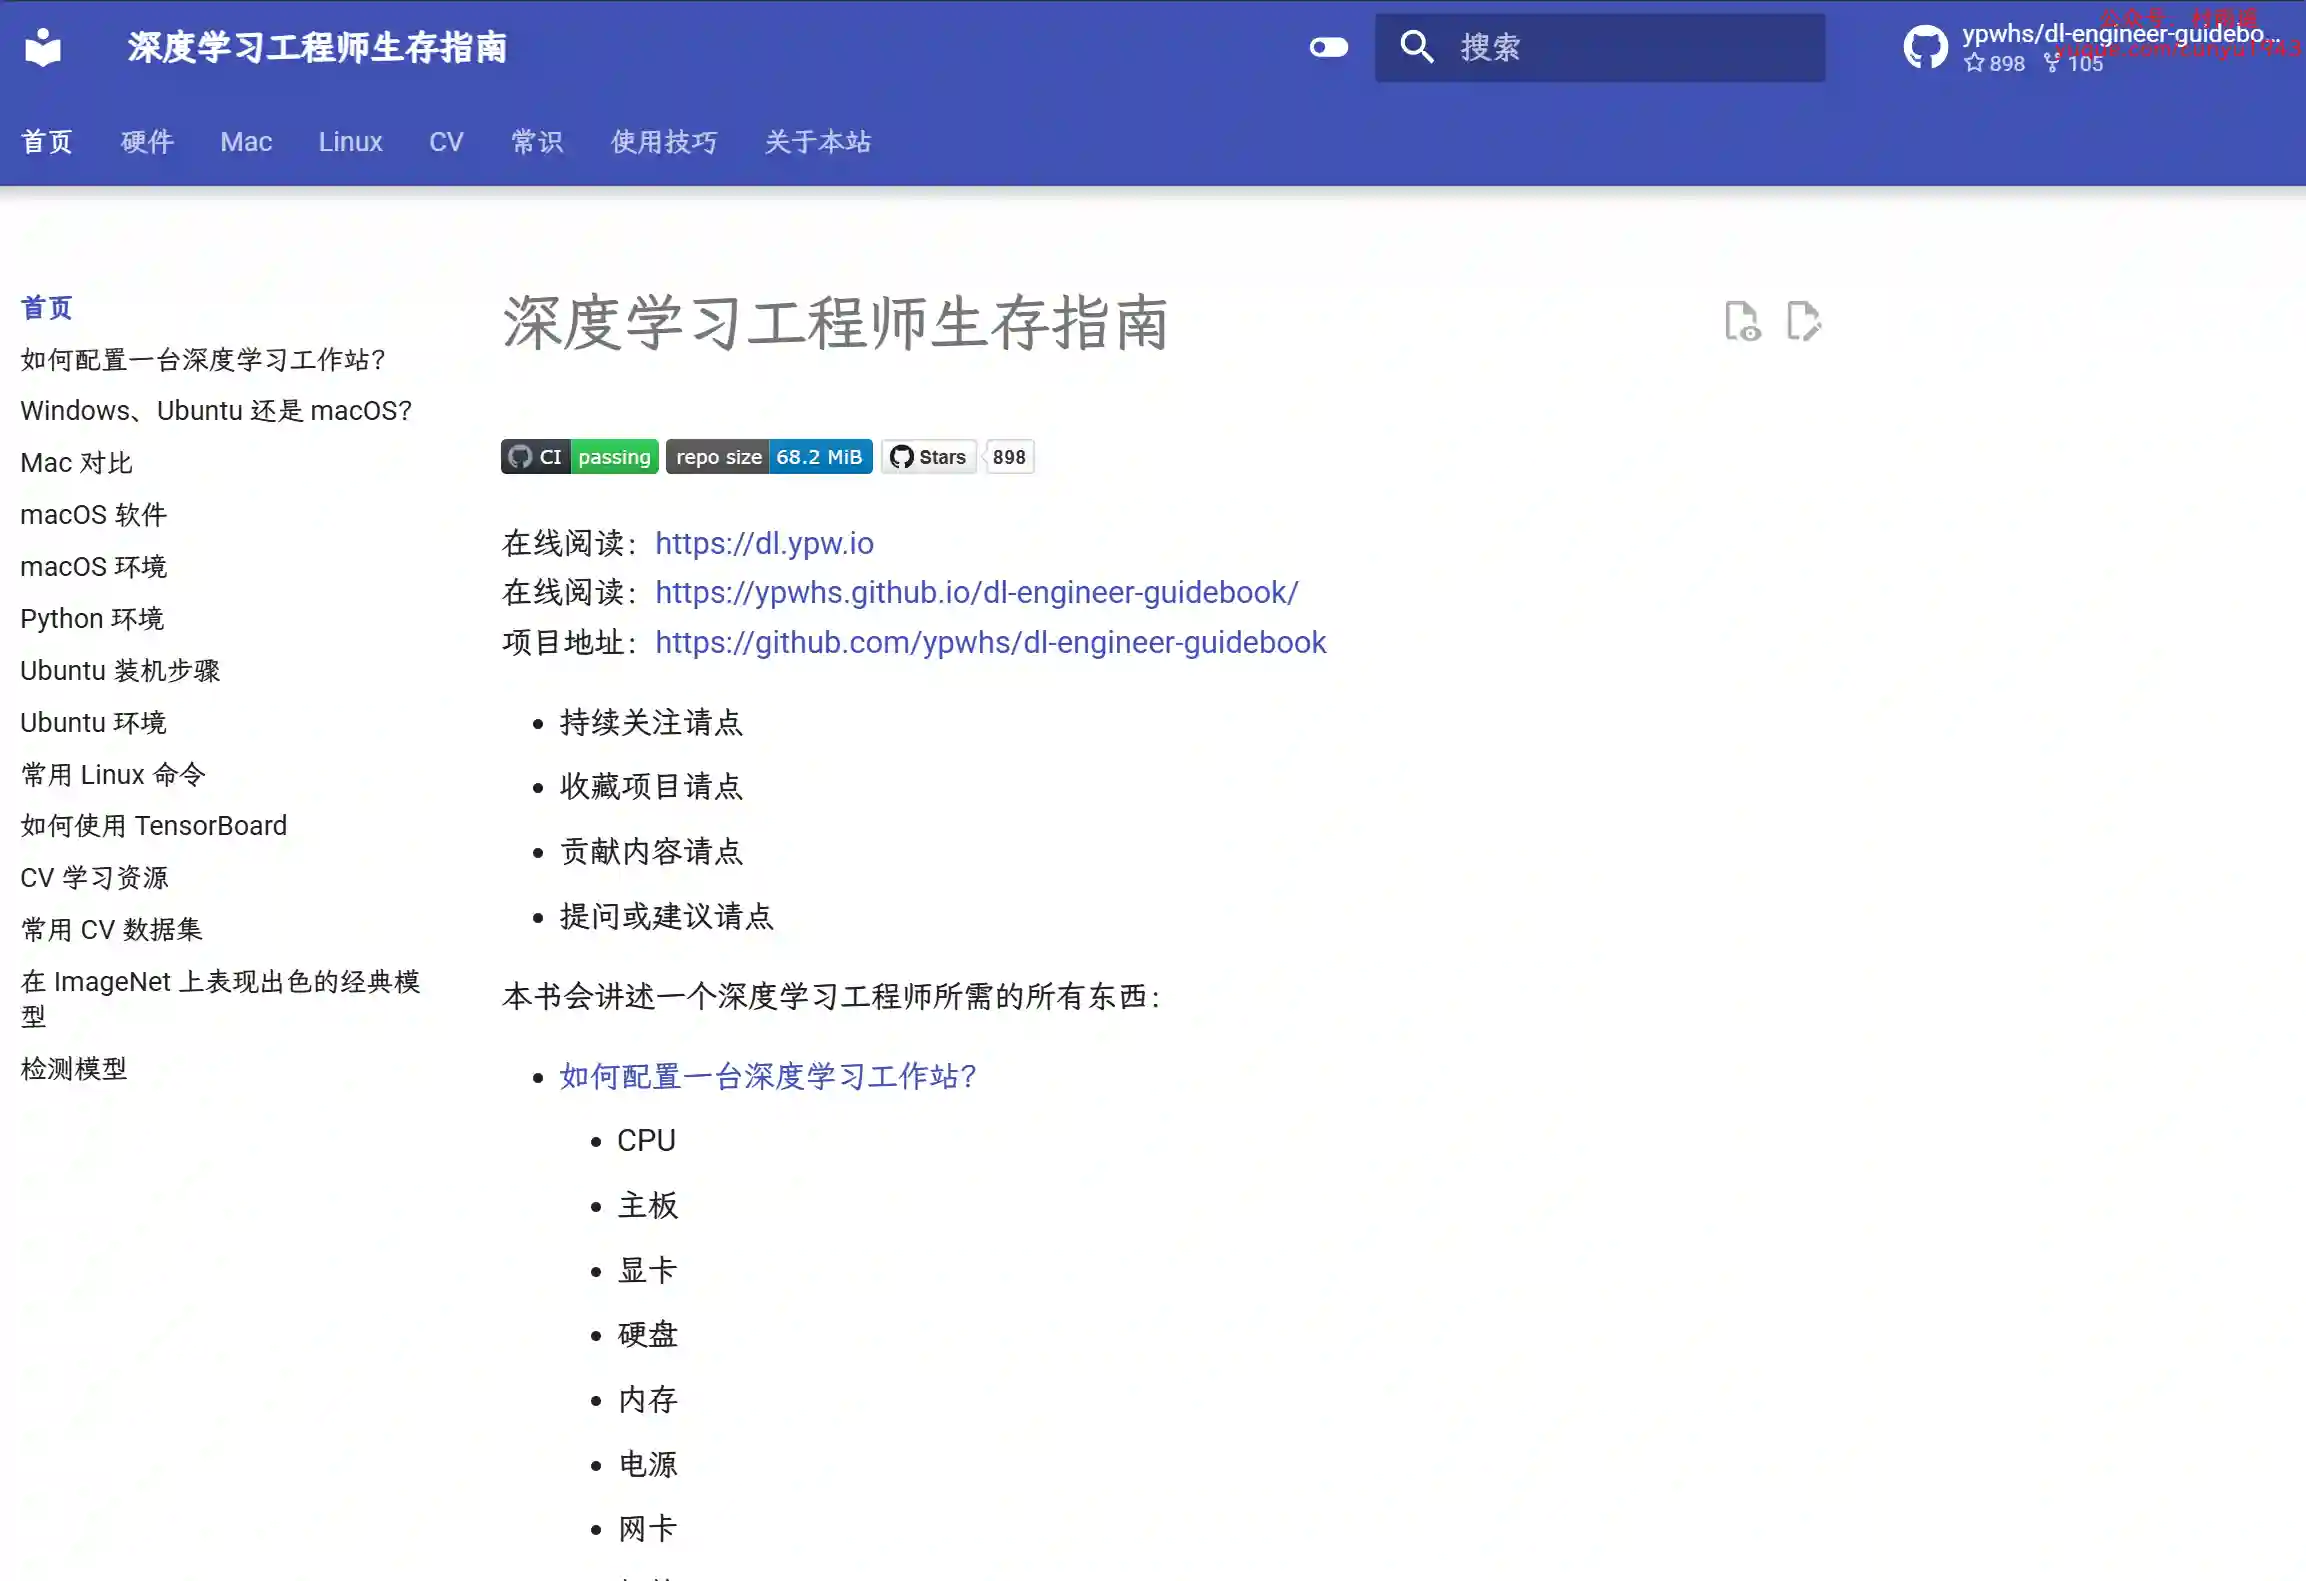 深度学习工程师生存指南
搜索
ypwhs/dl-engineer-guidebo...
898 105
首页 硬件 Mac Linux CV 常识 使用技巧 关于本站
首页
如何配置一台深度学习工作站?
Windows、Ubuntu 还是 macOS?
Mac 对比
macOS 软件
macOS 环境
Python 环境
Ubuntu 装机步骤
Ubuntu 环境
常用 Linux 命令
如何使用 TensorBoard
CV 学习资源
常用 CV 数据集
在 ImageNet 上表现出色的经典模
型
检测模型
深度学习工程师生存指南
CI passing repo size 68.2 MiB Stars 898
在线阅读：https://dl.ypw.io
在线阅读：https://ypwhs.github.io/dl-engineer-guidebook/
项目地址：https://github.com/ypwhs/dl-engineer-guidebook
持续关注请点
收藏项目请点
贡献内容请点
提问或建议请点
本书会讲述一个深度学习工程师所需的所有东西：
如何配置一台深度学习工作站?
CPU
主板
显卡
硬盘
内存
电源
网卡